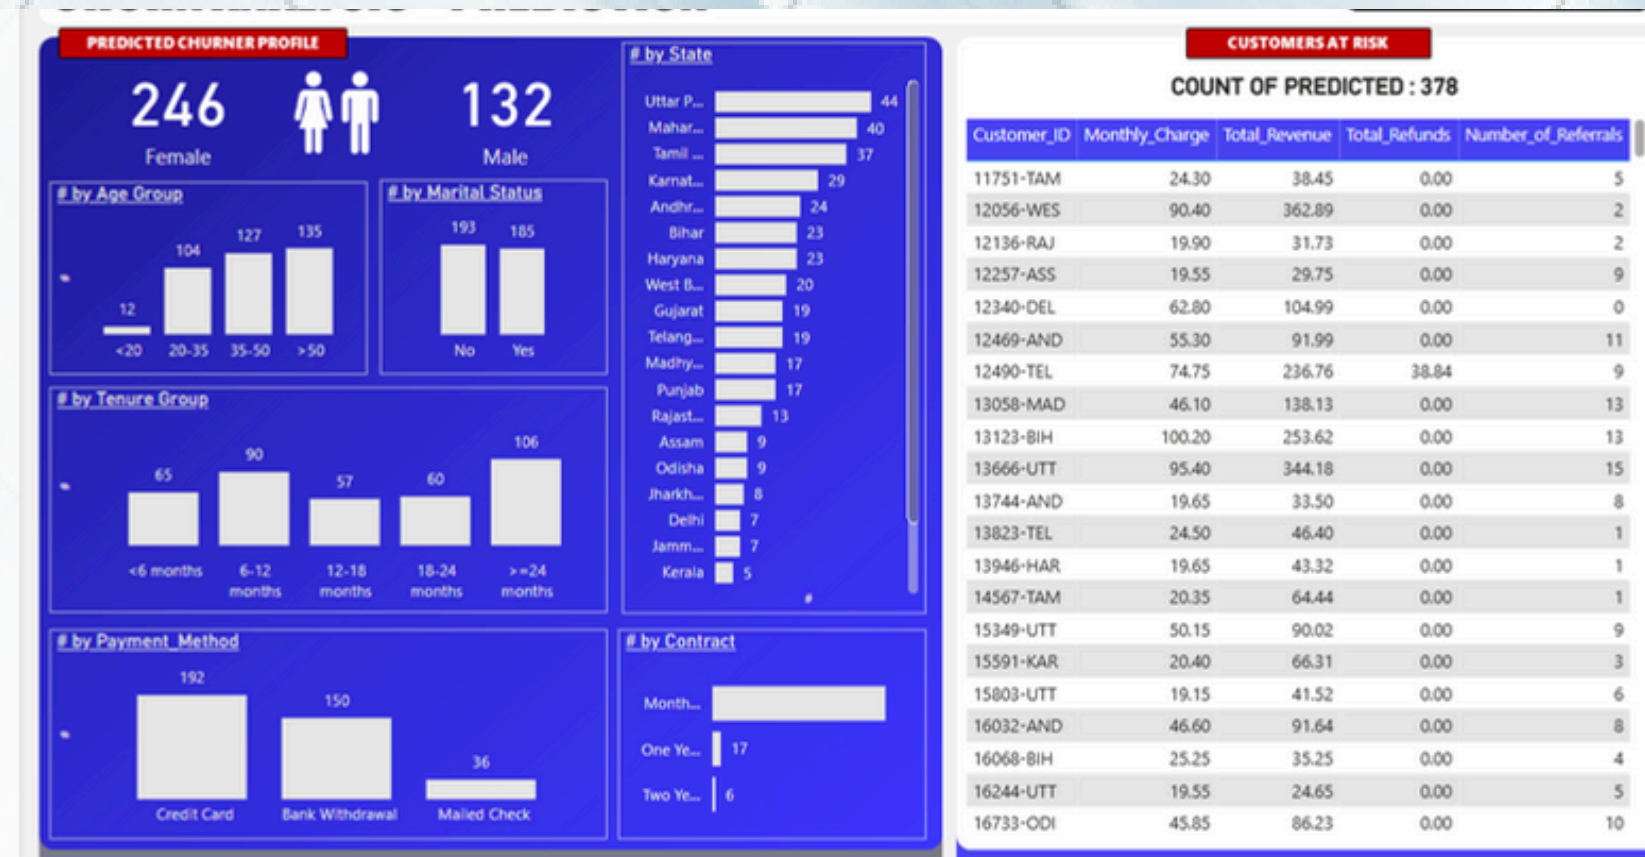 PREDICTED CHURNER PROFILE
246
Female
132
Male
# by Age Group
12
104
127
135
<20
20-35
35-50
>50
# by Marital Status
193
185
No
Yes
# by Tenure Group
65
90
57
60
106
<6 months
6-12 months
12-18 months
18-24 months
>=24 months
# by Payment_Method
192
150
36
Credit Card
Bank Withdrawal
Mailed Check
# by State
Uttar P... 44
Mahar... 40
Tamil ... 37
Karnat... 29
Andhr... 24
Bihar 23
Haryana 23
West B... 20
Gujarat 19
Telang... 19
Madhy... 17
Punjab 17
Rajast... 13
Assam 9
Odisha 9
Jharkh... 8
Delhi 7
Jamm... 7
Kerala 5
#
# by Contract
Month...
One Ye... 17
Two Ye... 6
CUSTOMERS AT RISK
COUNT OF PREDICTED : 378
Customer_ID Monthly_Charge Total_Revenue Total_Refunds Number_of_Referrals
11751-TAM 24.30 38.45 0.00 5
12056-WES 90.40 362.89 0.00 2
12136-RAJ 19.90 31.73 0.00 2
12257-ASS 19.55 29.75 0.00 9
12340-DEL 62.80 104.99 0.00 0
12469-AND 55.30 91.99 0.00 11
12490-TEL 74.75 236.76 38.84 9
13058-MAD 46.10 138.13 0.00 13
13123-BIH 100.20 253.62 0.00 13
13666-UTT 95.40 344.18 0.00 15
13744-AND 19.65 33.50 0.00 8
13823-TEL 24.50 46.40 0.00 1
13946-HAR 19.65 43.32 0.00 1
14567-TAM 20.35 64.44 0.00 1
15349-UTT 50.15 90.02 0.00 9
15591-KAR 20.40 66.31 0.00 3
15803-UTT 19.15 41.52 0.00 6
16032-AND 46.60 91.64 0.00 8
16068-BIH 25.25 35.25 0.00 4
16244-UTT 19.55 24.65 0.00 5
16733-ODI 45.85 86.23 0.00 10